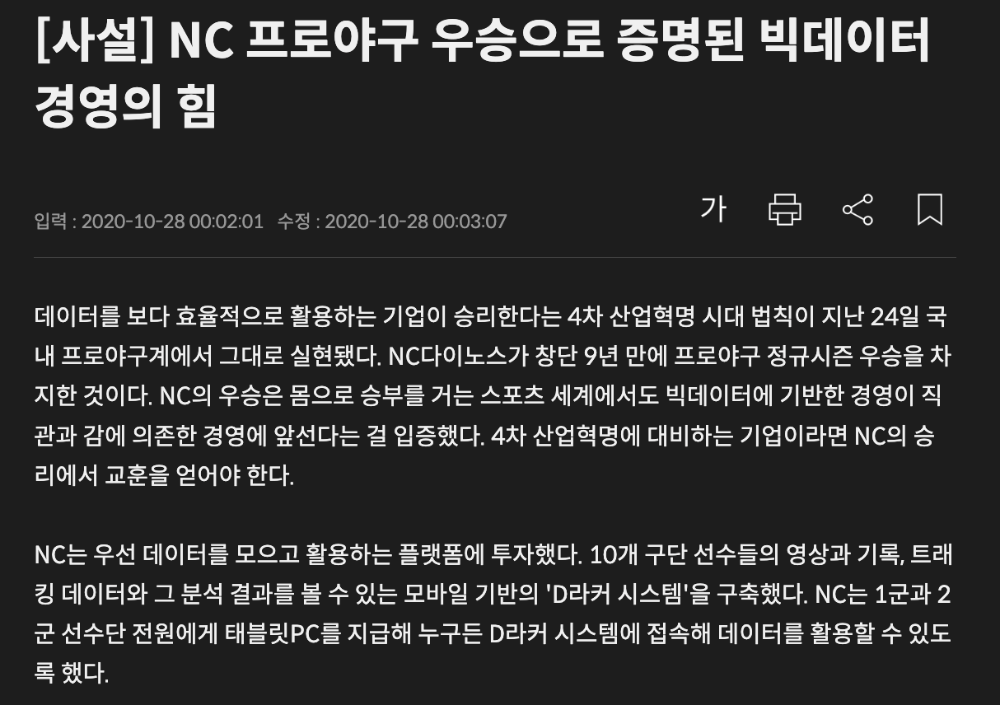 [사설] NC 프로야구 우승으로 증명된 빅데이터
경영의 힘
입력 : 2020-10-28 00:02:01 수정 : 2020-10-28 00:03:07
가
데이터를 보다 효율적으로 활용하는 기업이 승리한다는 4차 산업혁명 시대 법칙이 지난 24일 국
내 프로야구계에서 그대로 실현됐다. NC다이노스가 창단 9년 만에 프로야구 정규시즌 우승을 차
지한 것이다. NC의 우승은 몸으로 승부를 거는 스포츠 세계에서도 빅데이터에 기반한 경영이 직
관과 감에 의존한 경영에 앞선다는 걸 입증했다. 4차 산업혁명에 대비하는 기업이라면 NC의 승
리에서 교훈을 얻어야 한다.
NC는 우선 데이터를 모으고 활용하는 플랫폼에 투자했다. 10개 구단 선수들의 영상과 기록, 트래
킹 데이터와 그 분석 결과를 볼 수 있는 모바일 기반의 'D라커 시스템'을 구축했다. NC는 1군과 2
군 선수단 전원에게 태블릿PC를 지급해 누구든 D라커 시스템에 접속해 데이터를 활용할 수 있도
록 했다.